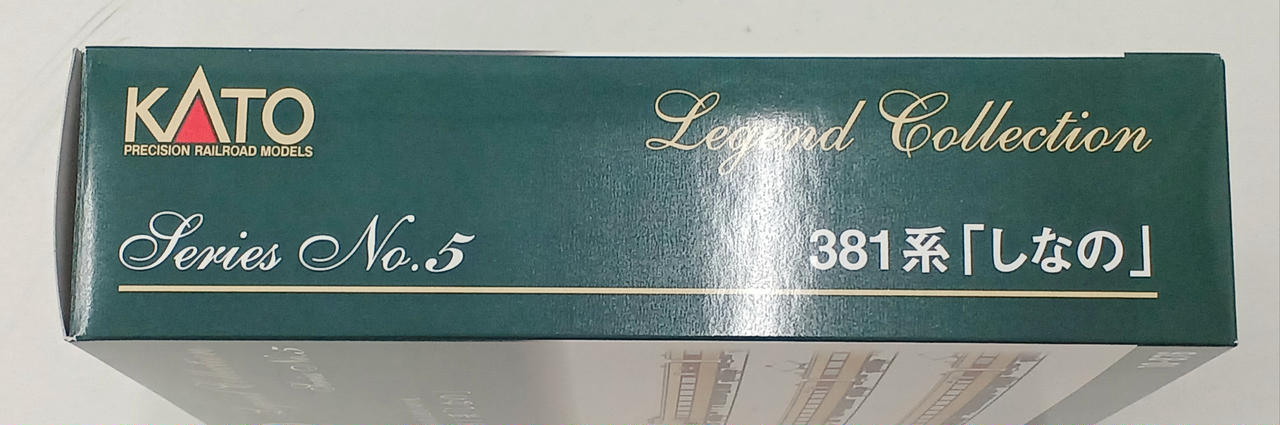 KATO
PRECISION RAILROAD MODELS
Legend Collection
Series No.5
381系「しなの」